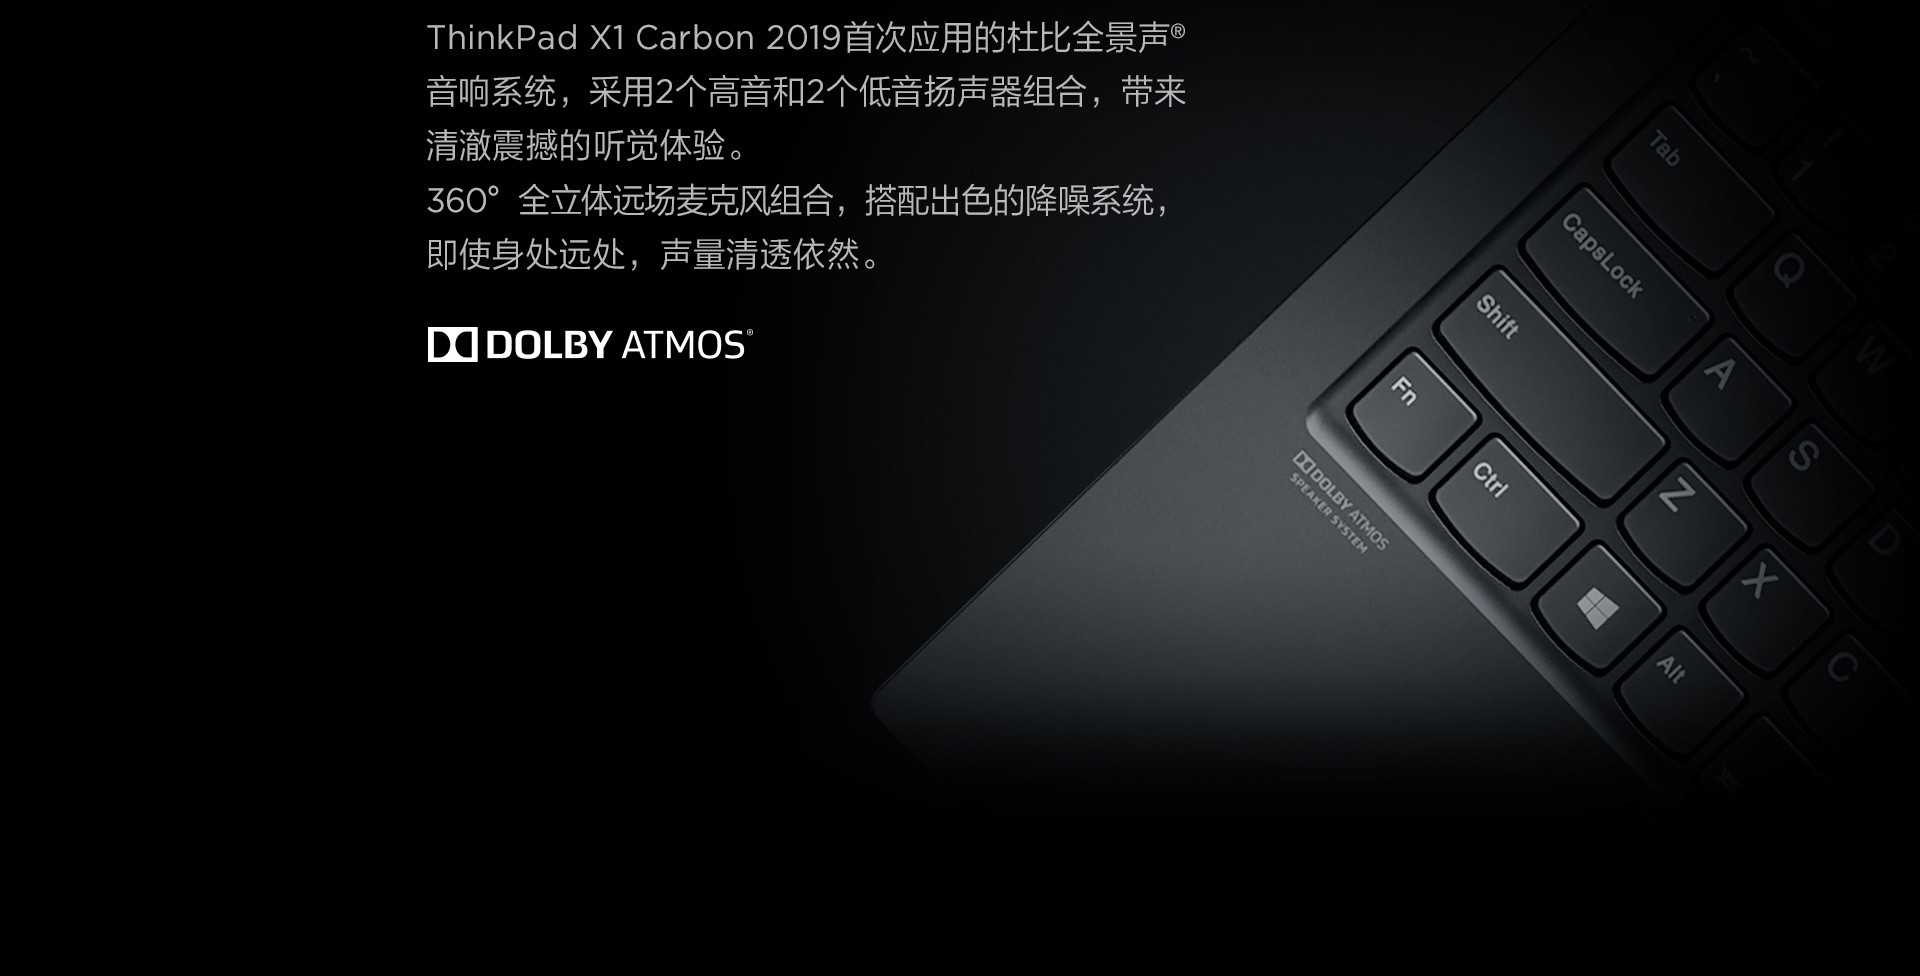 ThinkPad X1 Carbon 2019首次应用的杜比全景声®
音响系统，采用2个高音和2个低音扬声器组合，带来
清澈震撼的听觉体验。
360°全立体远场麦克风组合，搭配出色的降噪系统，
即使身处远处，声量清透依然。
DOLBY ATMOS®
~
!
1
2
Tab
Q
W
CapsLock
A
S
D
Shift
Z
X
C
Fn
Ctrl
Alt
DOLBY ATMOS
SPEAKER SYSTEM